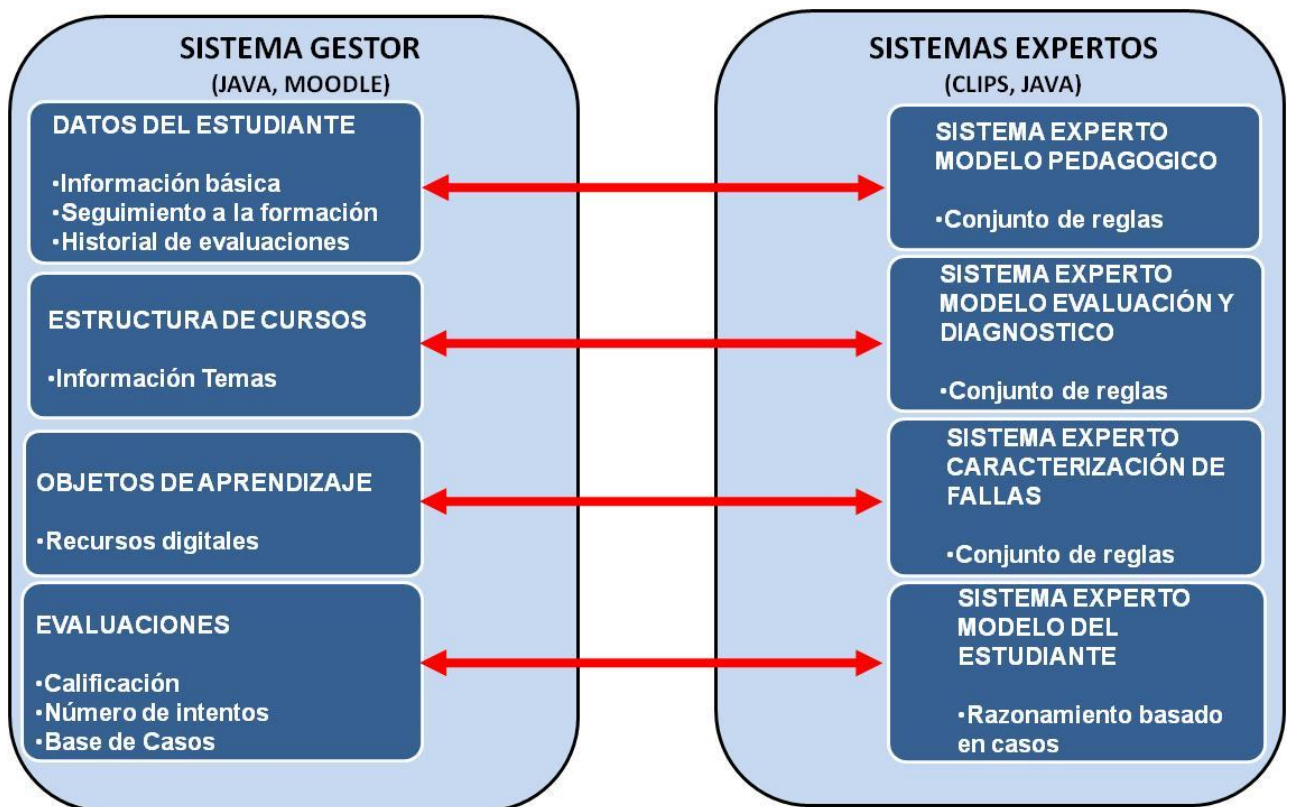 SISTEMA GESTOR
(JAVA, MOODLE)
DATOS DEL ESTUDIANTE
•Información básica
•Seguimiento a la formación
•Historial de evaluaciones
ESTRUCTURA DE CURSOS
•Información Temas
OBJETOS DE APRENDIZAJE
•Recursos digitales
EVALUACIONES
•Calificación
•Número de intentos
•Base de Casos
SISTEMAS EXPERTOS
(CLIPS, JAVA)
SISTEMA EXPERTO
MODELO PEDAGOGICO
•Conjunto de reglas
SISTEMA EXPERTO
MODELO EVALUACIÓN Y
DIAGNOSTICO
•Conjunto de reglas
SISTEMA EXPERTO
CARACTERIZACIÓN DE
FALLAS
•Conjunto de reglas
SISTEMA EXPERTO
MODELO DEL
ESTUDIANTE
•Razonamiento basado
en casos